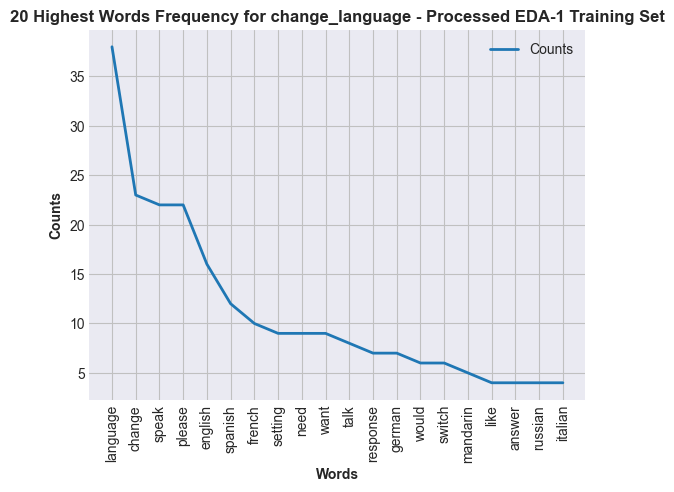 20 Highest Words Frequency for change_language - Processed EDA-1 Training Set
Counts
Counts
35
30
25
20
15
10
5
language
change
speak
please
english
spanish
french
setting
need
want
talk
response
german
would
switch
mandarin
like
answer
russian
italian
Words